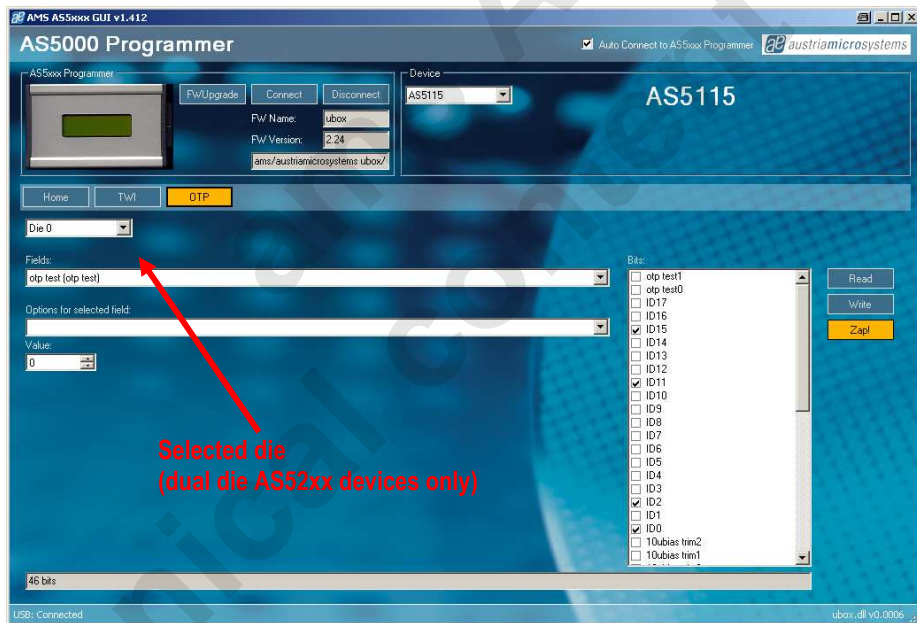 AMS AS5xxx GUI v1.412
AS5000 Programmer
Auto Connect to AS5xxx Programmer
austriamicrosystems
AS5xxx Programmer
FWUpgrade Connect Disconnect
FW Name: ubox
FW Version: 2.24
ams/austriamicrosystems ubox/
Device
AS5115
AS5115
Home TWI OTP
Die 0
Fields:
otp test (otp test)
Options for selected field:
Value:
0
Selected die
(dual die AS52xx devices only)
Bits:
otp test1
otp test0
ID17
ID16
ID15
ID14
ID13
ID12
ID11
ID10
ID9
ID8
ID7
ID6
ID5
ID4
ID3
ID2
ID1
ID0
10ubias trim2
10ubias trim1
Read
Write
Zap!
46 bits
USB: Connected
ubox.dll v0.0006